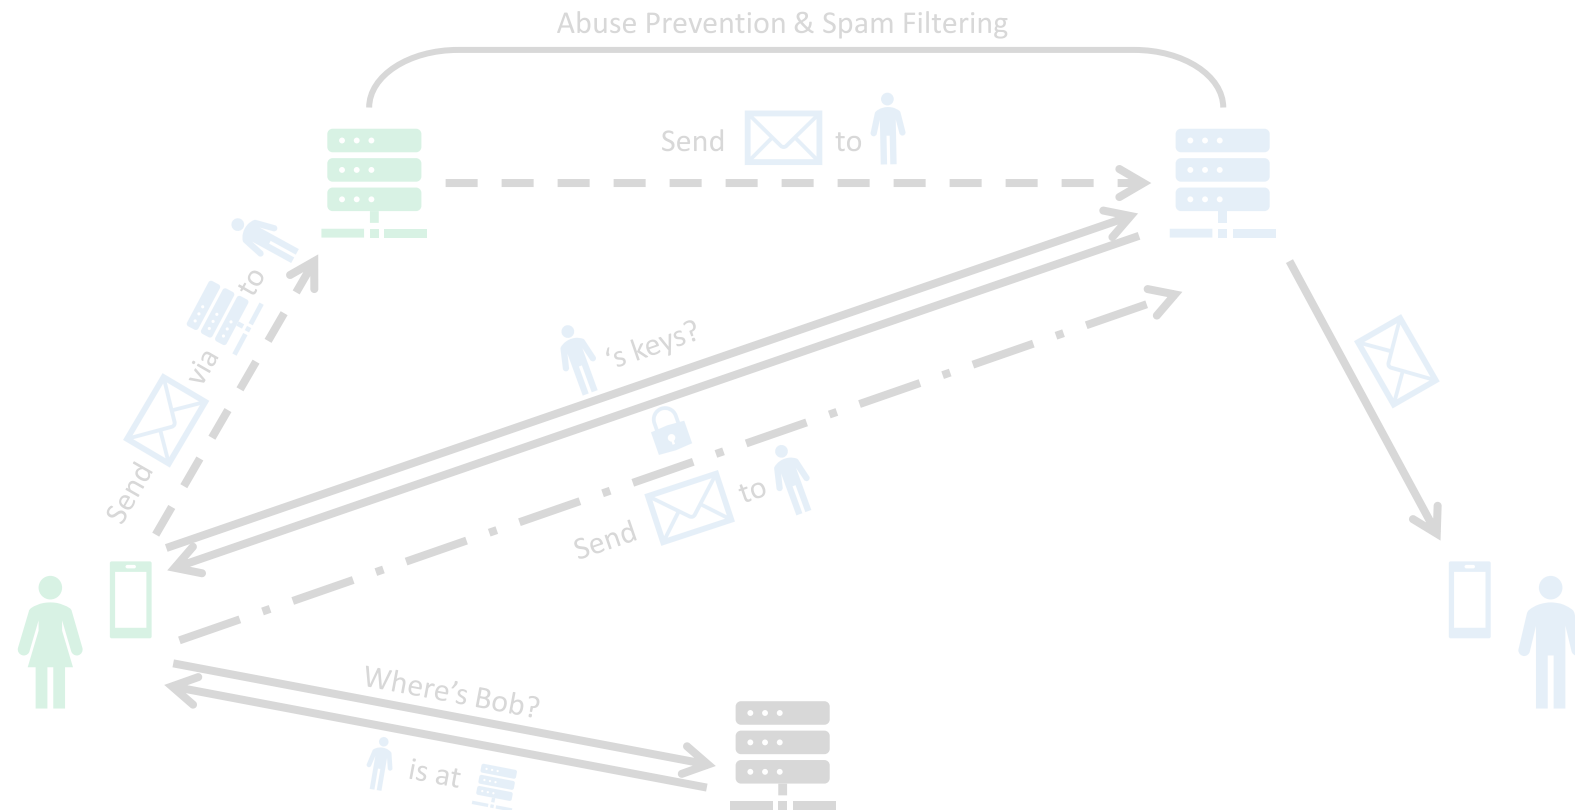 Abuse Prevention & Spam Filtering
Send to
Send via to
‘s keys?
Send to
Where’s Bob?
is at